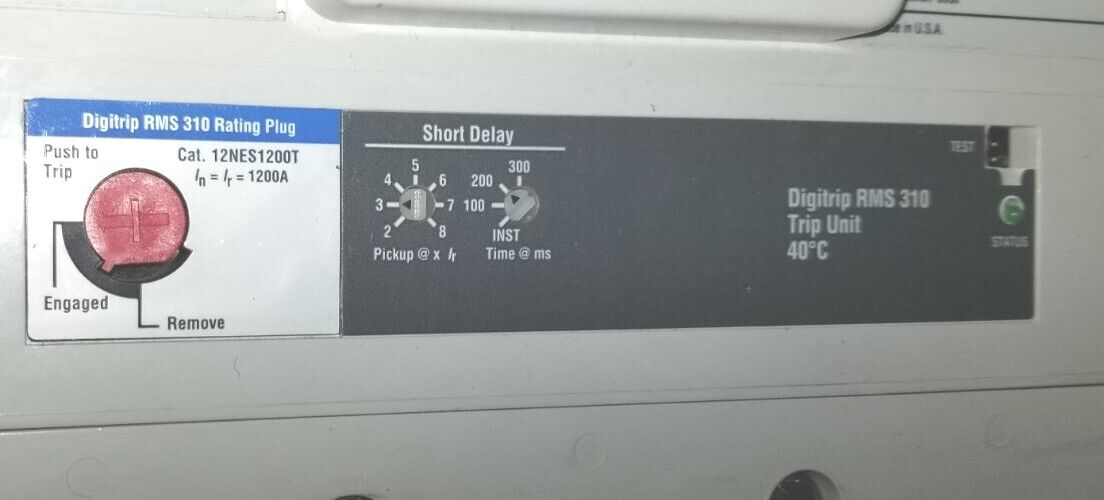 de in U.S.A.
Digitrip RMS 310 Rating Plug
Push to
Trip
Cat. 12NES1200T
In = Ir = 1200A
Engaged
Remove
Short Delay
5
4 6
3 7
2 8
Pickup @ x Ir
300
200
100
INST
Time @ ms
Digitrip RMS 310
Trip Unit
40°C
TEST
STATUS